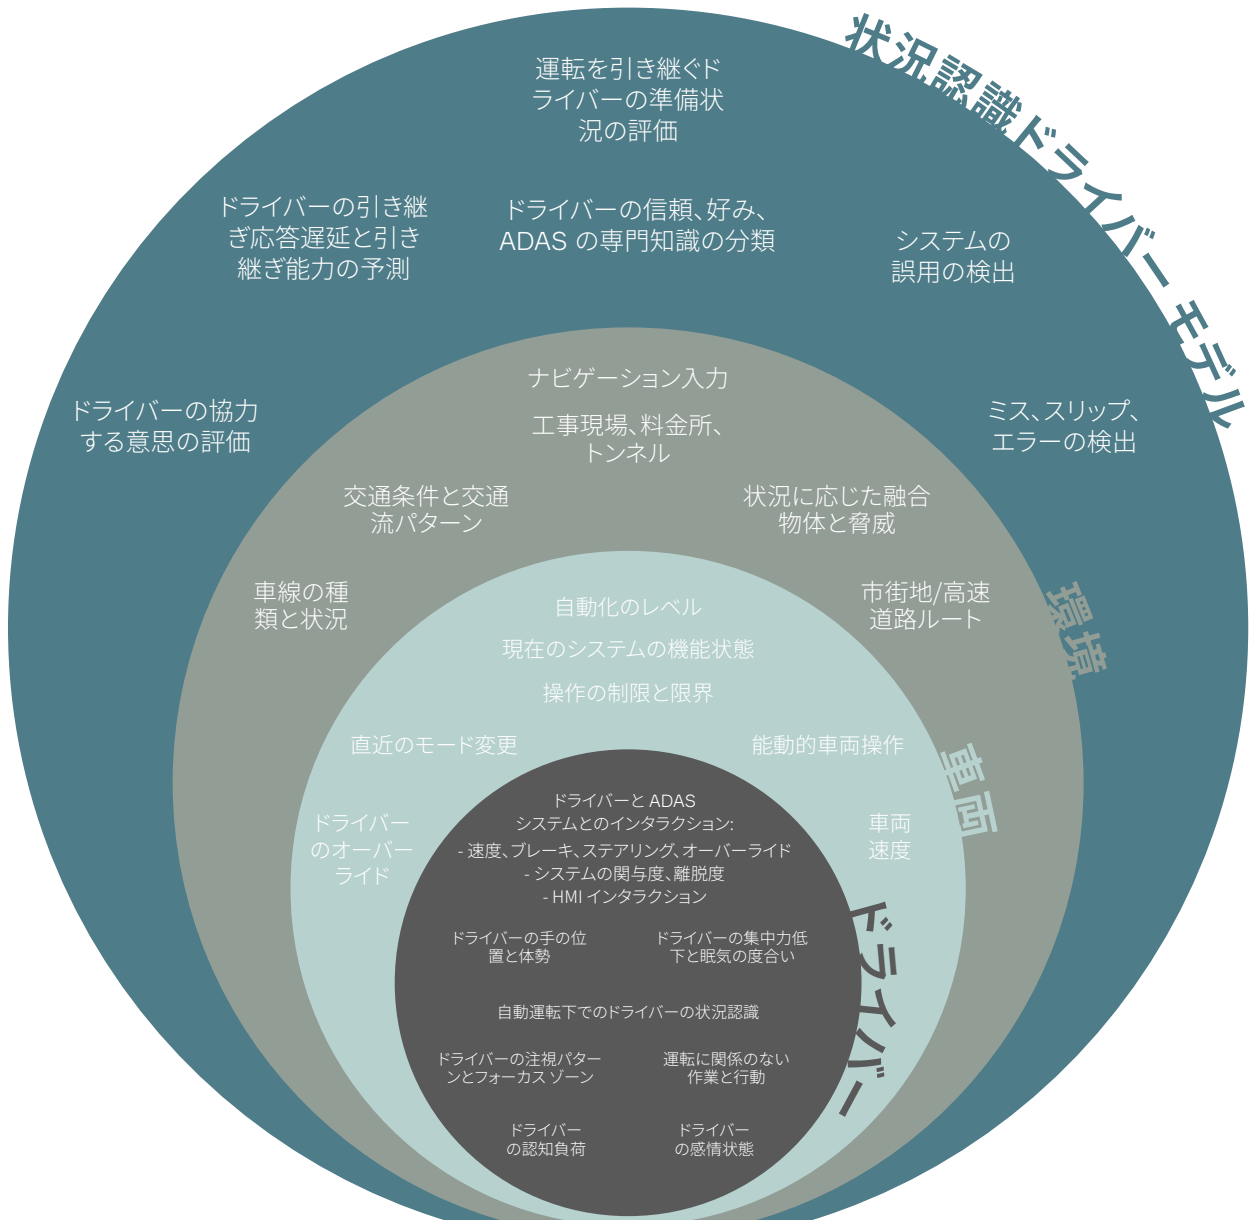 状況認識ドライバー モデル
運転を引き継ぐド
ライバーの準備状
況の評価
ドライバーの引き継
ぎ応答遅延と引き
継ぎ能力の予測
ドライバーの信頼、好み、
ADAS の専門知識の分類
システムの
誤用の検出
ドライバーの協力
する意思の評価
ミス、スリップ、
エラーの検出
環境
ナビゲーション入力
工事現場、料金所、
トンネル
交通条件と交通
流パターン
状況に応じた融合
物体と脅威
車線の種
類と状況
市街地/高速
道路ルート
車両
自動化のレベル
現在のシステムの機能状態
操作の制限と限界
直近のモード変更
能動的車両操作
ドライバー
のオーバー
ライド
車両
速度
ドライバー
ドライバーと ADAS
システムとのインタラクション:
- 速度、ブレーキ、ステアリング、オーバーライド
- システムの関与度、離脱度
- HMI インタラクション
ドライバーの手の位
置と体勢
ドライバーの集中力低
下と眠気の度合い
自動運転下でのドライバーの状況認識
ドライバーの注視パター
ンとフォーカス ゾーン
運転に関係のない
作業と行動
ドライバー
の認知負荷
ドライバー
の感情状態